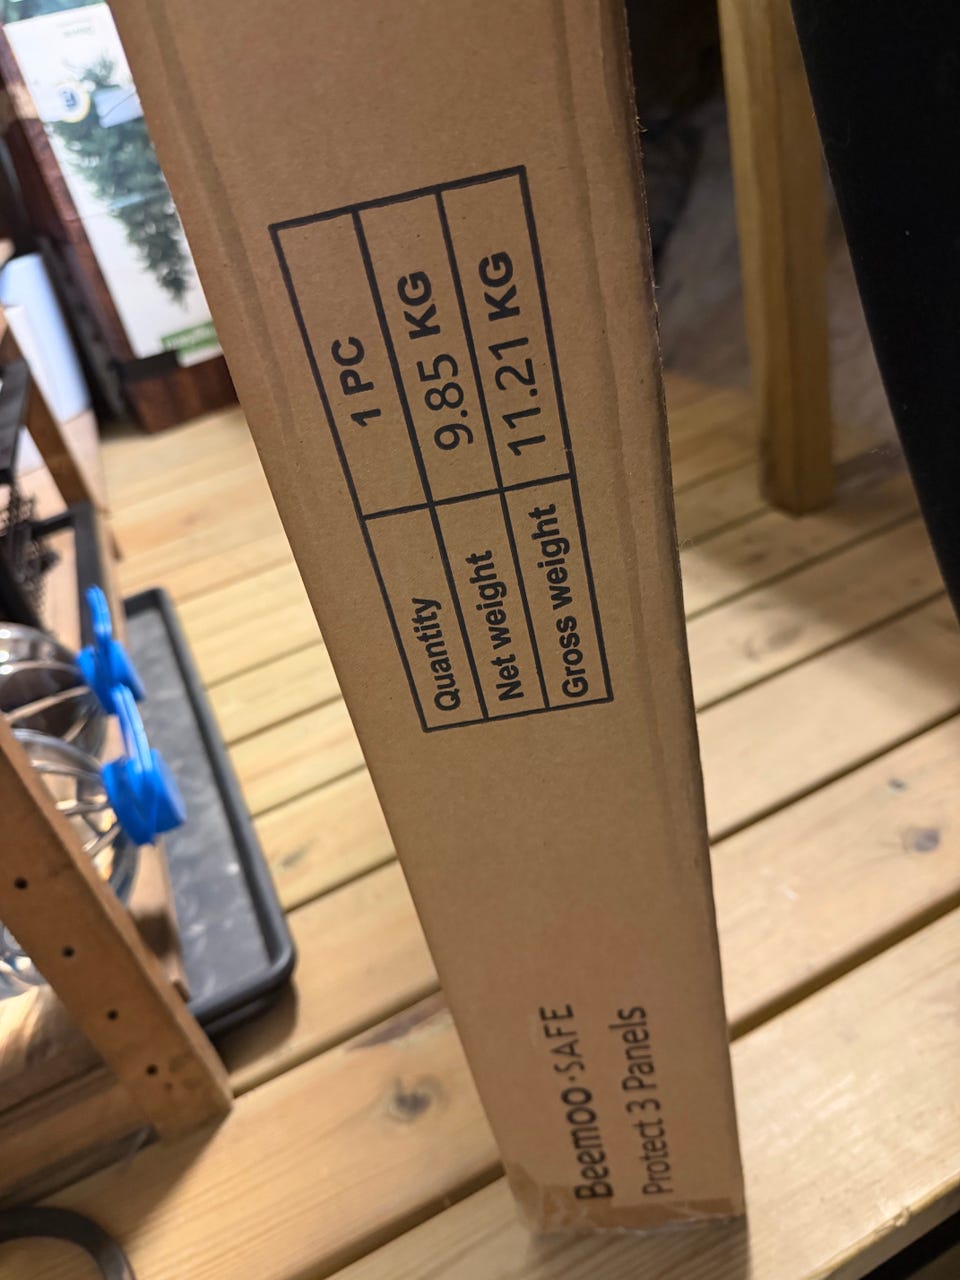 Quantity 1 PC
Net weight 9.85 KG
Gross weight 11.21 KG
Beemoo·SAFE
Protect 3 Panels